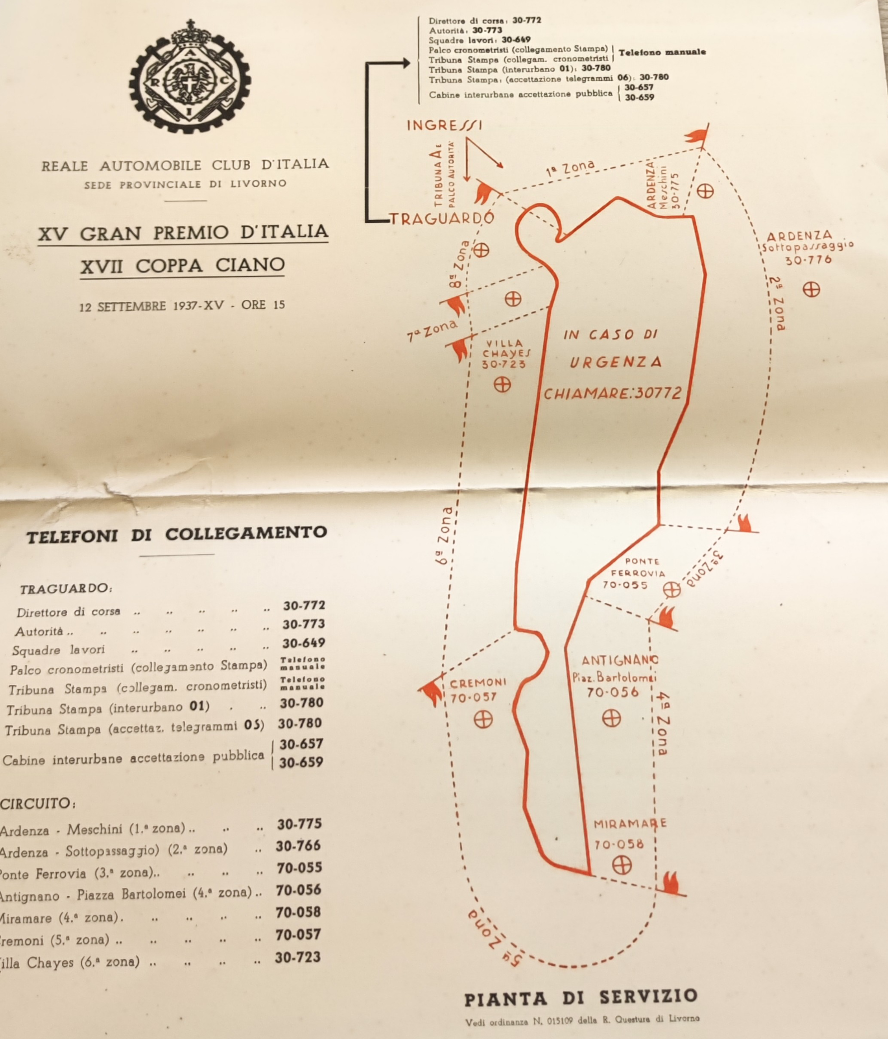 R A C I
REALE AUTOMOBILE CLUB D'ITALIA
SEDE PROVINCIALE DI LIVORNO
XV GRAN PREMIO D'ITALIA
XVII COPPA CIANO
12 SETTEMBRE 1937-XV - ORE 15
Direttore di corsa: 30-772
Autorità: 30-773
Squadre lavori: 30-649
Palco cronometristi (collegamento Stampa)
Tribuna Stampa (collegam. cronometristi)
Telefono manuale
Tribuna Stampa (interurbano 01): 30-780
Tribuna Stampa: (accettazione telegrammi 06): 30-780
Cabine interurbane accettazione pubblica
30-657
30-659
INGRESSI
TRIBUNA A E
PALCO AUTORITA'
TRAGUARDO
1ª Zona
ARDENZA
Meschini
30-775
ARDENZA
Sottopassaggio
30-776
2ª Zona
8ª Zona
7ª Zona
VILLA
CHAYES
30-723
IN CASO DI
URGENZA
CHIAMARE: 30772
6ª Zona
PONTE
FERROVIA
70-055
3ª Zona
CREMONI
70-057
ANTIGNANO
Piaz. Bartolomei
70-056
4ª Zona
MIRAMARE
70-058
5ª Zona
TELEFONI DI COLLEGAMENTO
TRAGUARDO:
Direttore di corsa .. .. .. .. .. 30-772
Autorità .. .. .. .. .. .. 30-773
Squadre lavori .. .. .. .. 30-649
Palco cronometristi (collegamento Stampa) Telefono manuale
Tribuna Stampa (collegam. cronometristi) Telefono manuale
Tribuna Stampa (interurbano 01) . .. 30-780
Tribuna Stampa (accettaz. telegrammi 05) 30-780
Cabine interurbane accettazione pubblica
30-657
30-659
CIRCUITO:
Ardenza - Meschini (1.ª zona) .. .. .. 30-775
(Ardenza - Sottopassaggio) (2.ª zona) .. 30-766
Ponte Ferrovia (3.ª zona).. .. .. .. 70-055
Antignano - Piazza Bartolomei (4.ª zona) .. 70-056
Miramare (4.ª zona). .. .. .. .. 70-058
remoni (5.ª zona) .. .. .. .. .. 70-057
illa Chayes (6.ª zona) .. .. .. .. 30-723
PIANTA DI SERVIZIO
Vedi ordinanza N. 015109 della R. Questura di Livorno